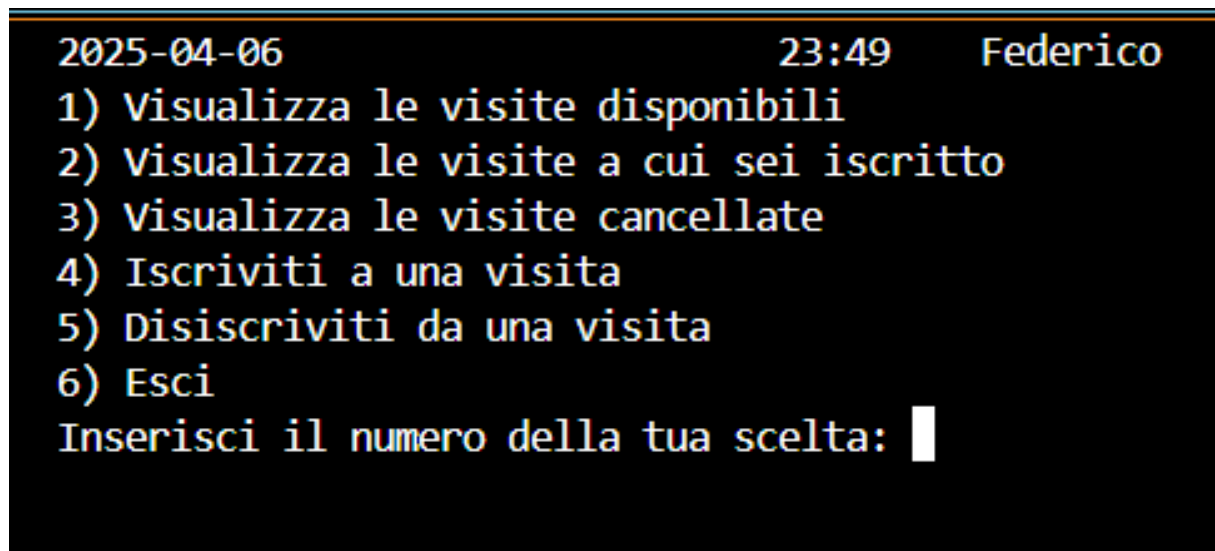 2025-04-06 23:49 Federico
1) Visualizza le visite disponibili
2) Visualizza le visite a cui sei iscritto
3) Visualizza le visite cancellate
4) Iscriviti a una visita
5) Disiscriviti da una visita
6) Esci
Inserisci il numero della tua scelta: